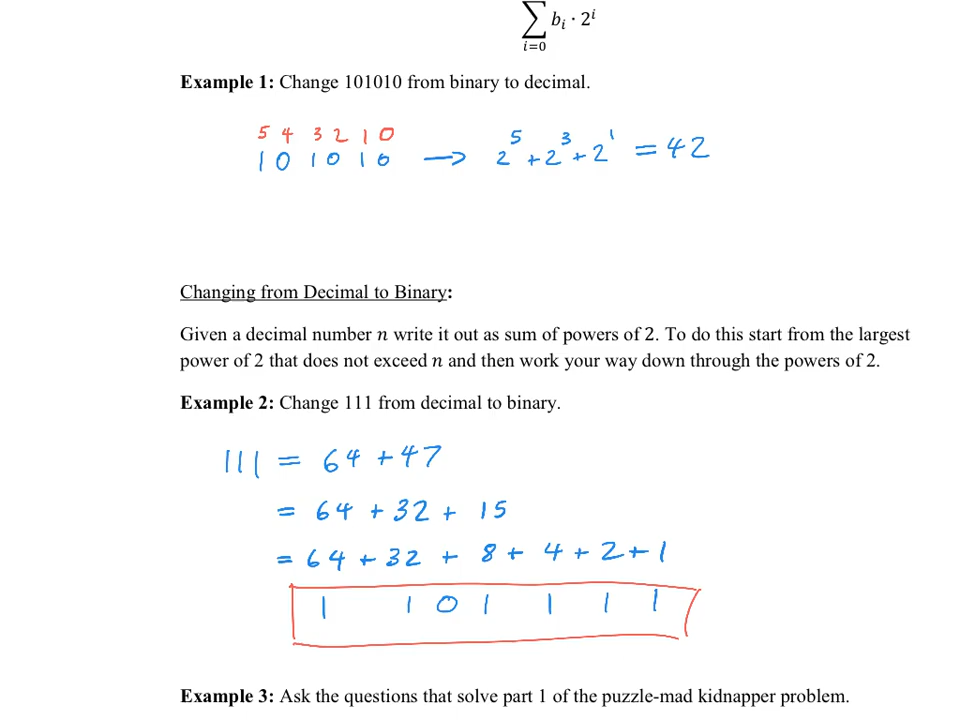 ∑ bᵢ · 2ⁱ
i=0
Example 1: Change 101010 from binary to decimal.
5 4 3 2 1 0
1 0 1 0 1 0 → 2⁵ + 2³ + 2¹ = 42
Changing from Decimal to Binary:
Given a decimal number n write it out as sum of powers of 2. To do this start from the largest
power of 2 that does not exceed n and then work your way down through the powers of 2.
Example 2: Change 111 from decimal to binary.
111 = 64 + 47
= 64 + 32 + 15
= 64 + 32 + 8 + 4 + 2 + 1
1 1 0 1 1 1 1
Example 3: Ask the questions that solve part 1 of the puzzle-mad kidnapper problem.